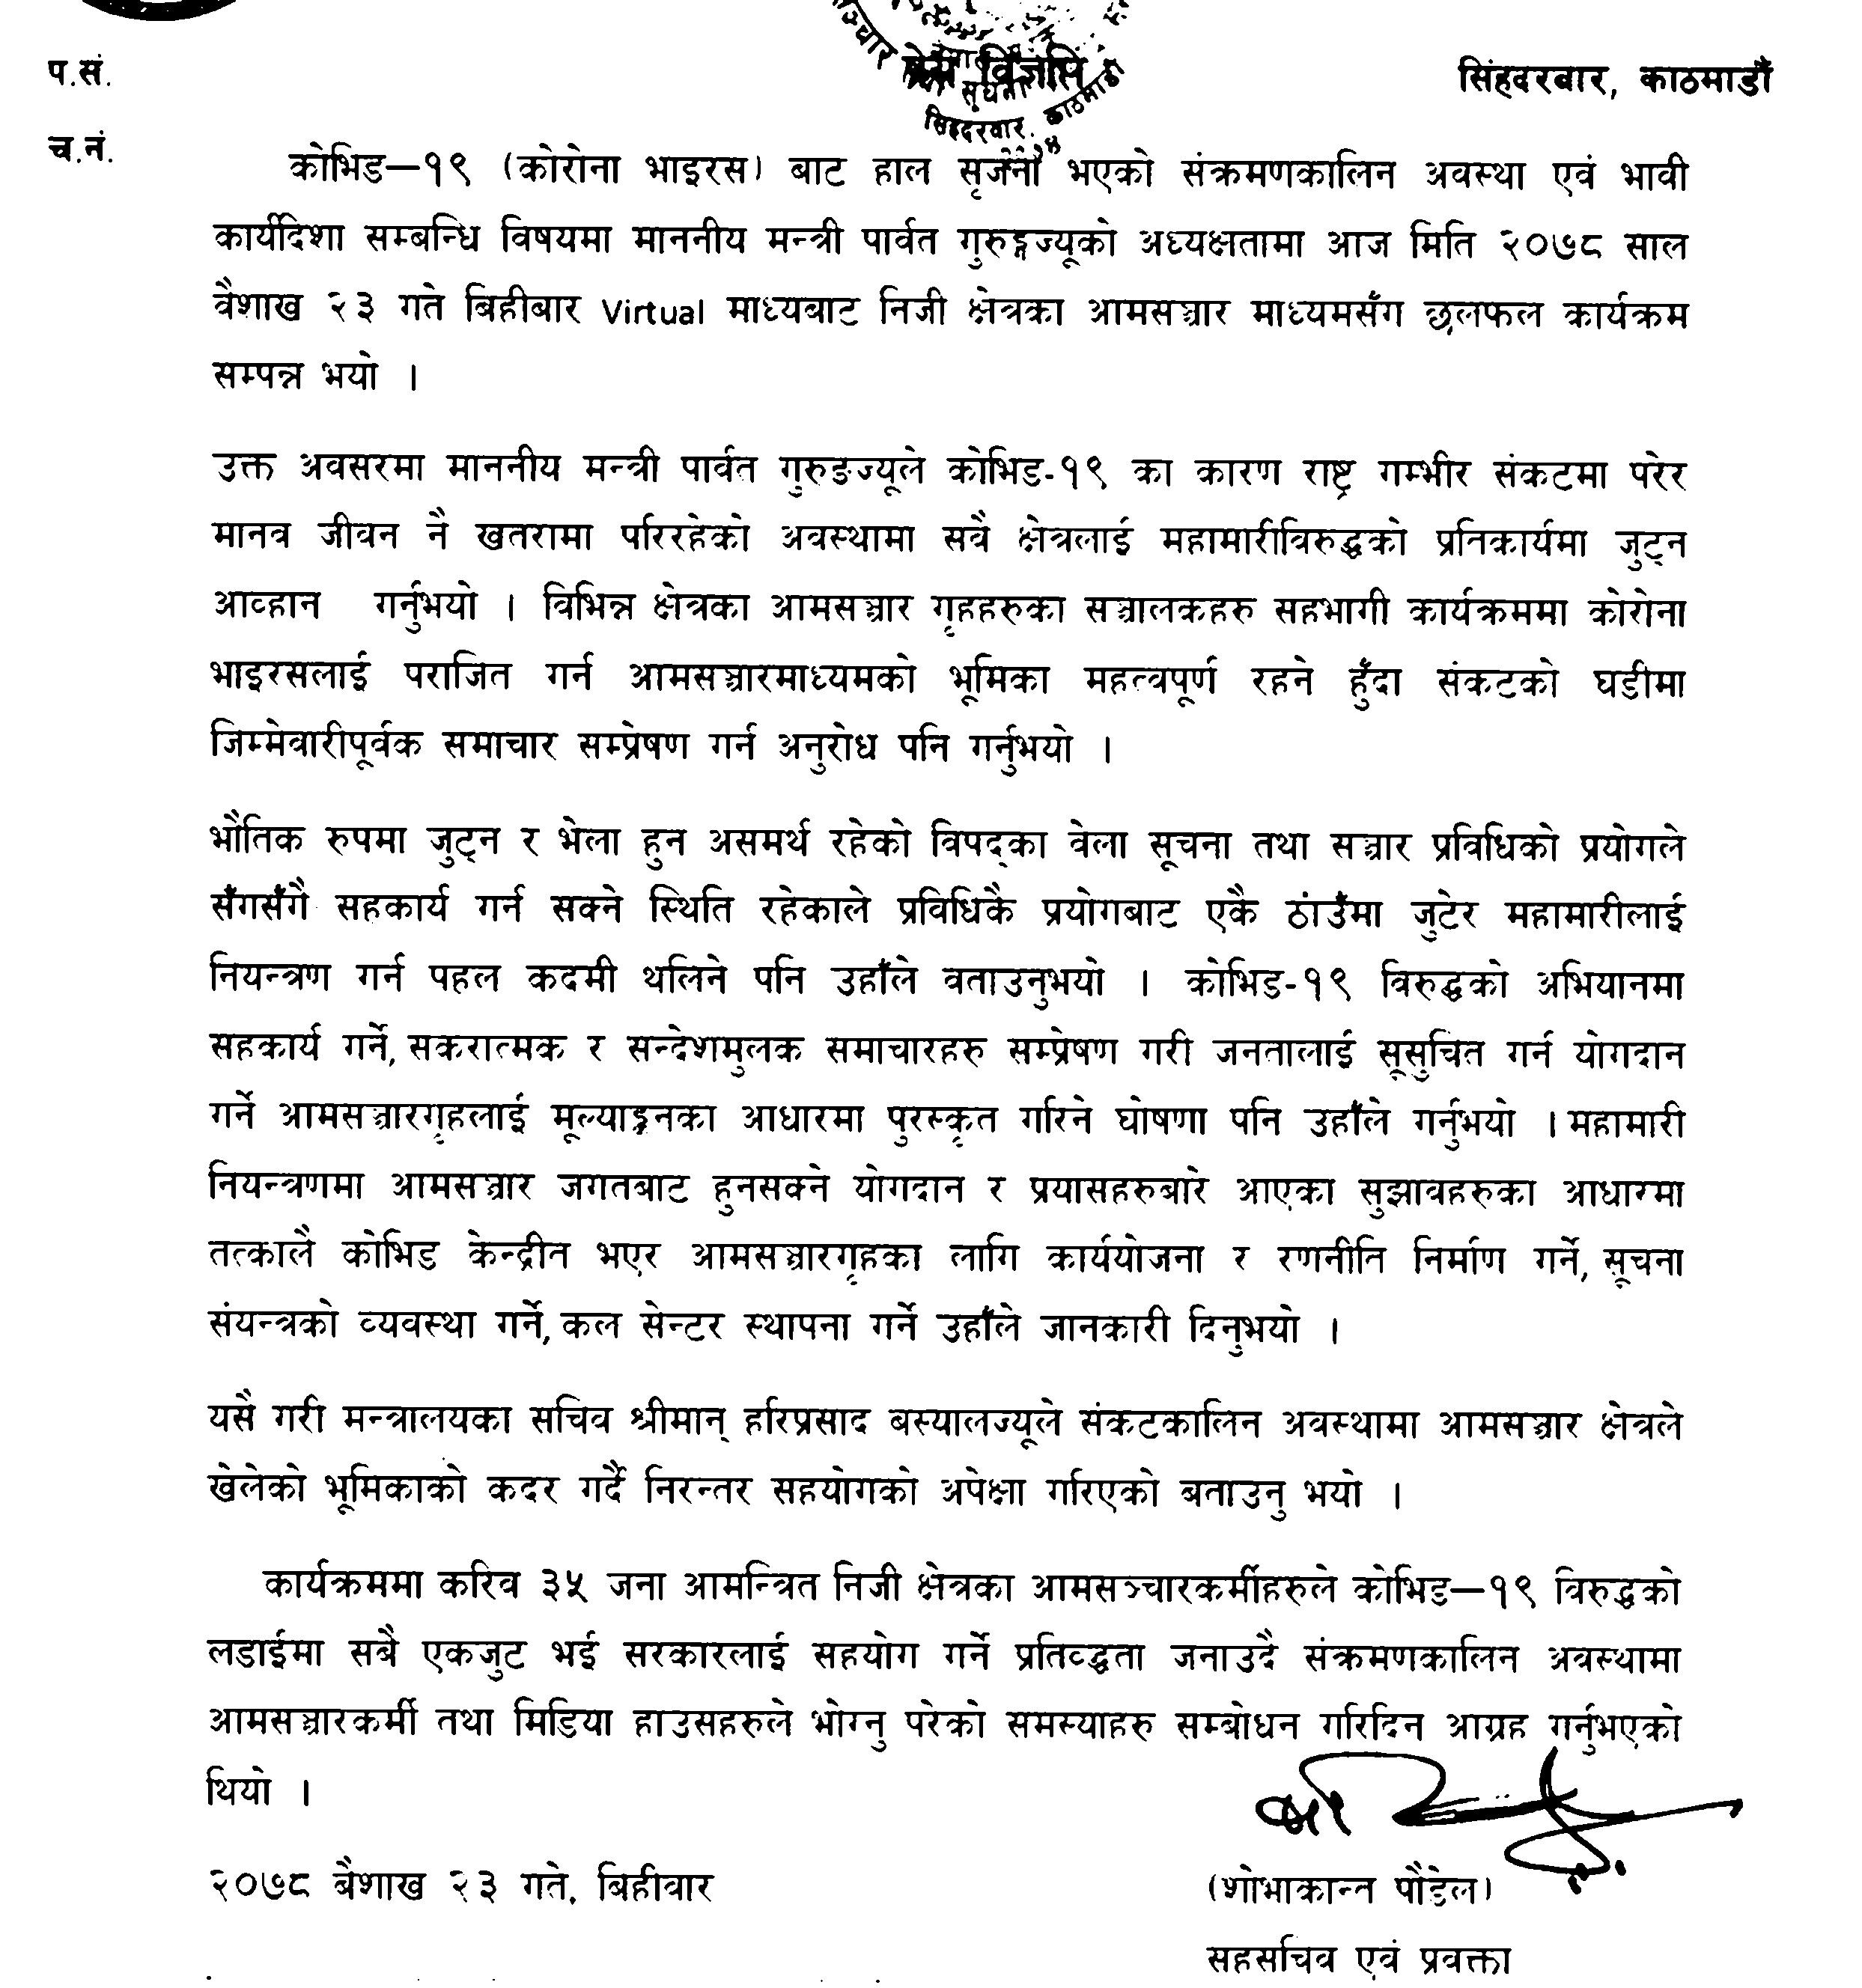 प.सं.
प्रेस विज्ञप्ति
सिंहदरबार, काठमाडौं
च.नं.
सिंहदरवार, काठमाडौं
कोभिड—१९ (कोरोना भाइरस) बाट हाल सृजना भएको संक्रमणकालिन अवस्था एवं भावी
कार्यदिशा सम्बन्धि विषयमा माननीय मन्त्री पार्वत गुरुङ्गज्यूको अध्यक्षतामा आज मिति २०७८ साल
वैशाख २३ गते बिहीबार Virtual माध्यबाट निजी क्षेत्रका आमसञ्चार माध्यमसँग छलफल कार्यक्रम
सम्पन्न भयो ।
उक्त अवसरमा माननीय मन्त्री पार्वत गुरुङज्यूले कोभिड-१९ का कारण राष्ट्र गम्भीर संकटमा परेर
मानव जीवन नै खतरामा परिरहेको अवस्थामा सवै क्षेत्रलाई महामारीविरुद्धको प्रतिकार्यमा जुट्न
आव्हान गर्नुभयो । विभिन्न क्षेत्रका आमसञ्चार गृहहरुका सञ्चालकहरु सहभागी कार्यक्रममा कोरोना
भाइरसलाई पराजित गर्न आमसञ्चारमाध्यमको भूमिका महत्वपूर्ण रहने हुँदा संकटको घडीमा
जिम्मेवारीपूर्वक समाचार सम्प्रेषण गर्न अनुरोध पनि गर्नुभयो ।
भौतिक रुपमा जुट्न र भेला हुन असमर्थ रहेको विपद्का वेला सूचना तथा सञ्चार प्रविधिको प्रयोगले
सँगसँगै सहकार्य गर्न सक्ने स्थिति रहेकाले प्रविधिकै प्रयोगबाट एकै ठांउँमा जुटेर महामारीलाई
नियन्त्रण गर्न पहल कदमी थलिने पनि उहाँले वताउनुभयो । कोभिड-१९ विरुद्धको अभियानमा
सहकार्य गर्ने, सकरात्मक र सन्देशमुलक समाचारहरु सम्प्रेषण गरी जनतालाई सूसुचित गर्न योगदान
गर्ने आमसञ्चारगृहलाई मूल्याङ्कनका आधारमा पुरस्कृत गरिने घोषणा पनि उहाँले गर्नुभयो । महामारी
नियन्त्रणमा आमसञ्चार जगतबाट हुनसक्ने योगदान र प्रयासहरुबारे आएका सुझावहरुका आधारमा
तत्कालै कोभिड केन्द्रीत भएर आमसञ्चारगृहका लागि कार्ययोजना र रणनीति निर्माण गर्ने, सूचना
संयन्त्रको व्यवस्था गर्ने, कल सेन्टर स्थापना गर्ने उहाँले जानकारी दिनुभयो ।
यसै गरी मन्त्रालयका सचिव श्रीमान् हरिप्रसाद बस्यालज्यूले संकटकालिन अवस्थामा आमसञ्चार क्षेत्रले
खेलेको भूमिकाको कदर गर्दै निरन्तर सहयोगको अपेक्षा गरिएको बताउनु भयो ।
कार्यक्रममा करिव ३५ जना आमन्त्रित निजी क्षेत्रका आमसञ्चारकर्मीहरुले कोभिड—१९ विरुद्धको
लडाईमा सबै एकजुट भई सरकारलाई सहयोग गर्ने प्रतिव्द्धता जनाउदै संक्रमणकालिन अवस्थामा
आमसञ्चारकर्मी तथा मिडिया हाउसहरुले भोग्नु परेको समस्याहरु सम्बोधन गरिदिन आग्रह गर्नुभएको
थियो ।
२०७८ बैशाख २३ गते, बिहीवार
(शोभाकान्त पौडेल)
सहसचिव एवं प्रवक्ता